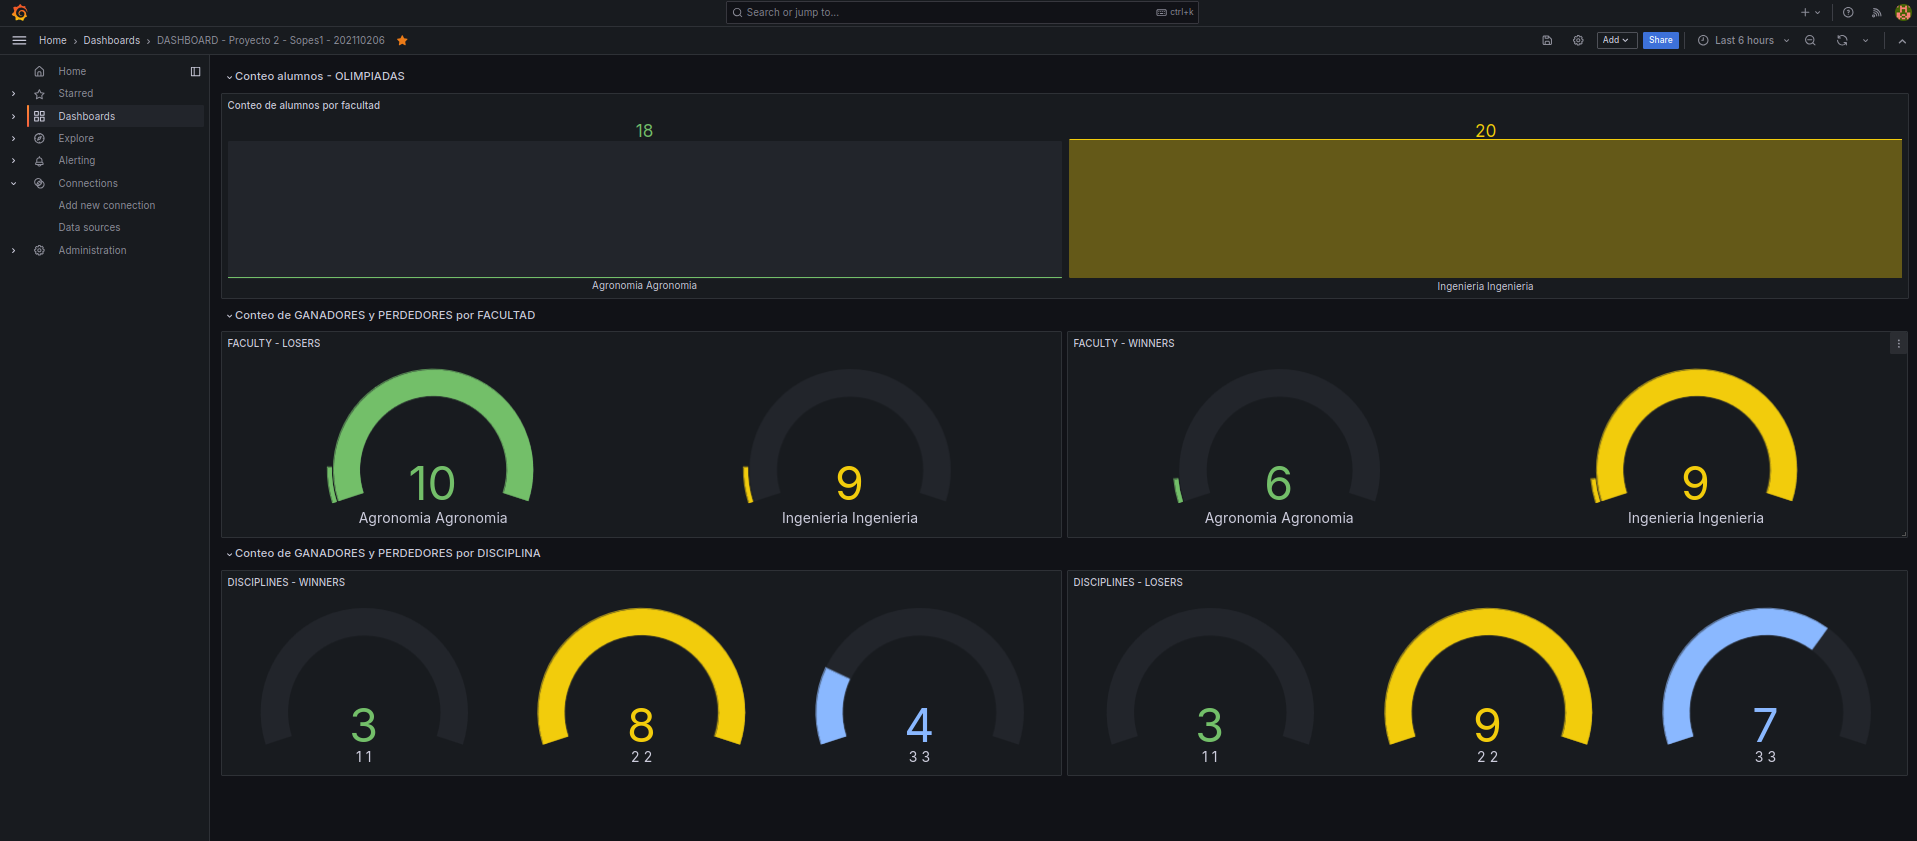 Search or jump to...
ctrl+k
Home › Dashboards › DASHBOARD - Proyecto 2 - Sopes1 - 202110206
Add
Share
Last 6 hours
Home
Starred
Dashboards
Explore
Alerting
Connections
Add new connection
Data sources
Administration
Conteo alumnos - OLIMPIADAS
Conteo de alumnos por facultad
18
20
Agronomia Agronomia
Ingenieria Ingenieria
Conteo de GANADORES y PERDEDORES por FACULTAD
FACULTY - LOSERS
10
Agronomia Agronomia
9
Ingenieria Ingenieria
FACULTY - WINNERS
6
Agronomia Agronomia
9
Ingenieria Ingenieria
Conteo de GANADORES y PERDEDORES por DISCIPLINA
DISCIPLINES - WINNERS
3
1 1
8
2 2
4
3 3
DISCIPLINES - LOSERS
3
1 1
9
2 2
7
3 3